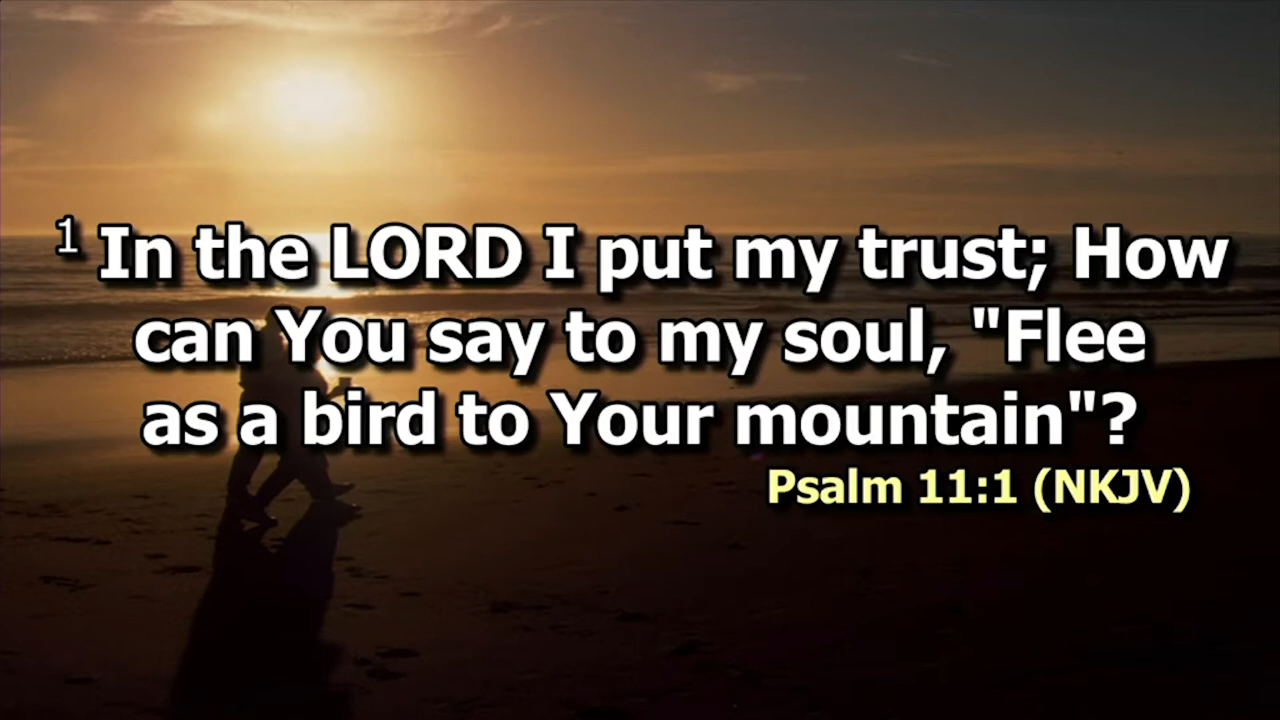 1 In the LORD I put my trust; How
can You say to my soul, "Flee
as a bird to Your mountain"?
Psalm 11:1 (NKJV)